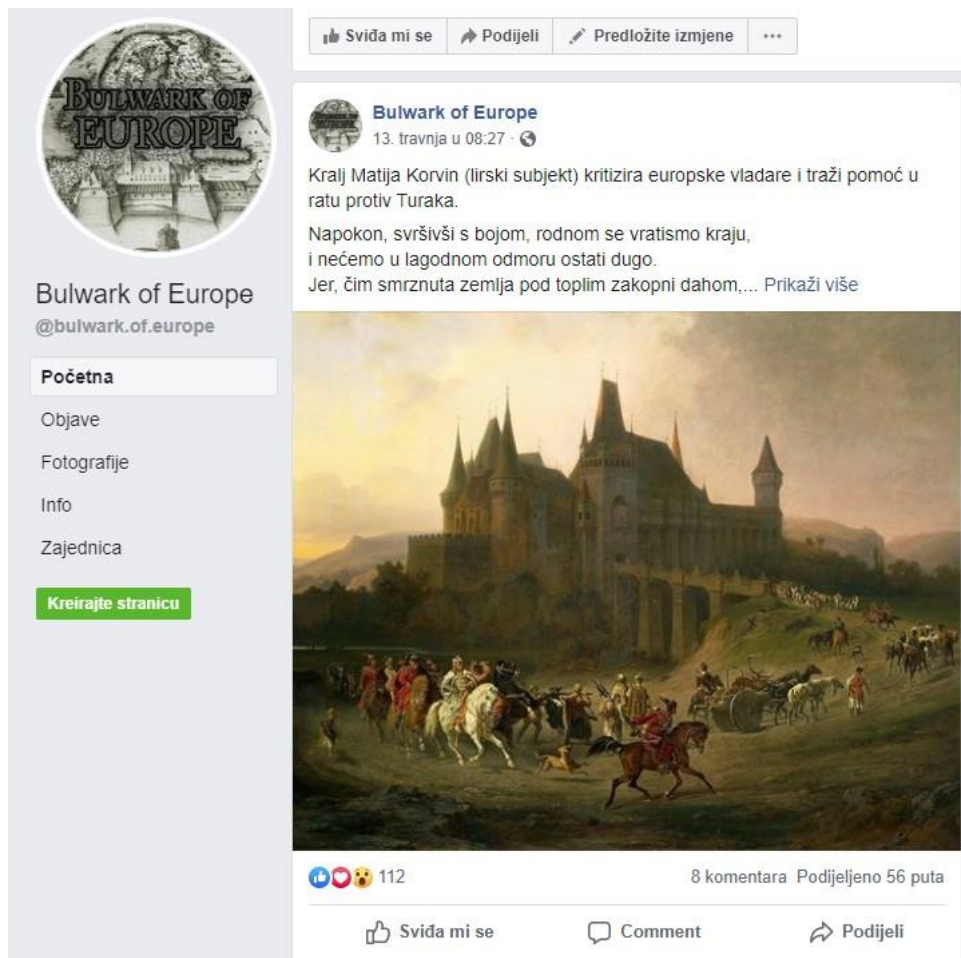 BULWARK OF
EUROPE
Bulwark of Europe
@bulwark.of.europe
Početna
Objave
Fotografije
Info
Zajednica
Kreirajte stranicu
Sviđa mi se
Podijeli
Predložite izmjene
Bulwark of Europe
13. travnja u 08:27 ·
Kralj Matija Korvin (lirski subjekt) kritizira europske vladare i traži pomoć u
ratu protiv Turaka.
Napokon, svršivši s bojom, rodnom se vratismo kraju,
i nećemo u lagodnom odmoru ostati dugo.
Jer, čim smrznuta zemlja pod toplim zakopni dahom,... Prikaži više
112
8 komentara Podijeljeno 56 puta
Sviđa mi se
Comment
Podijeli